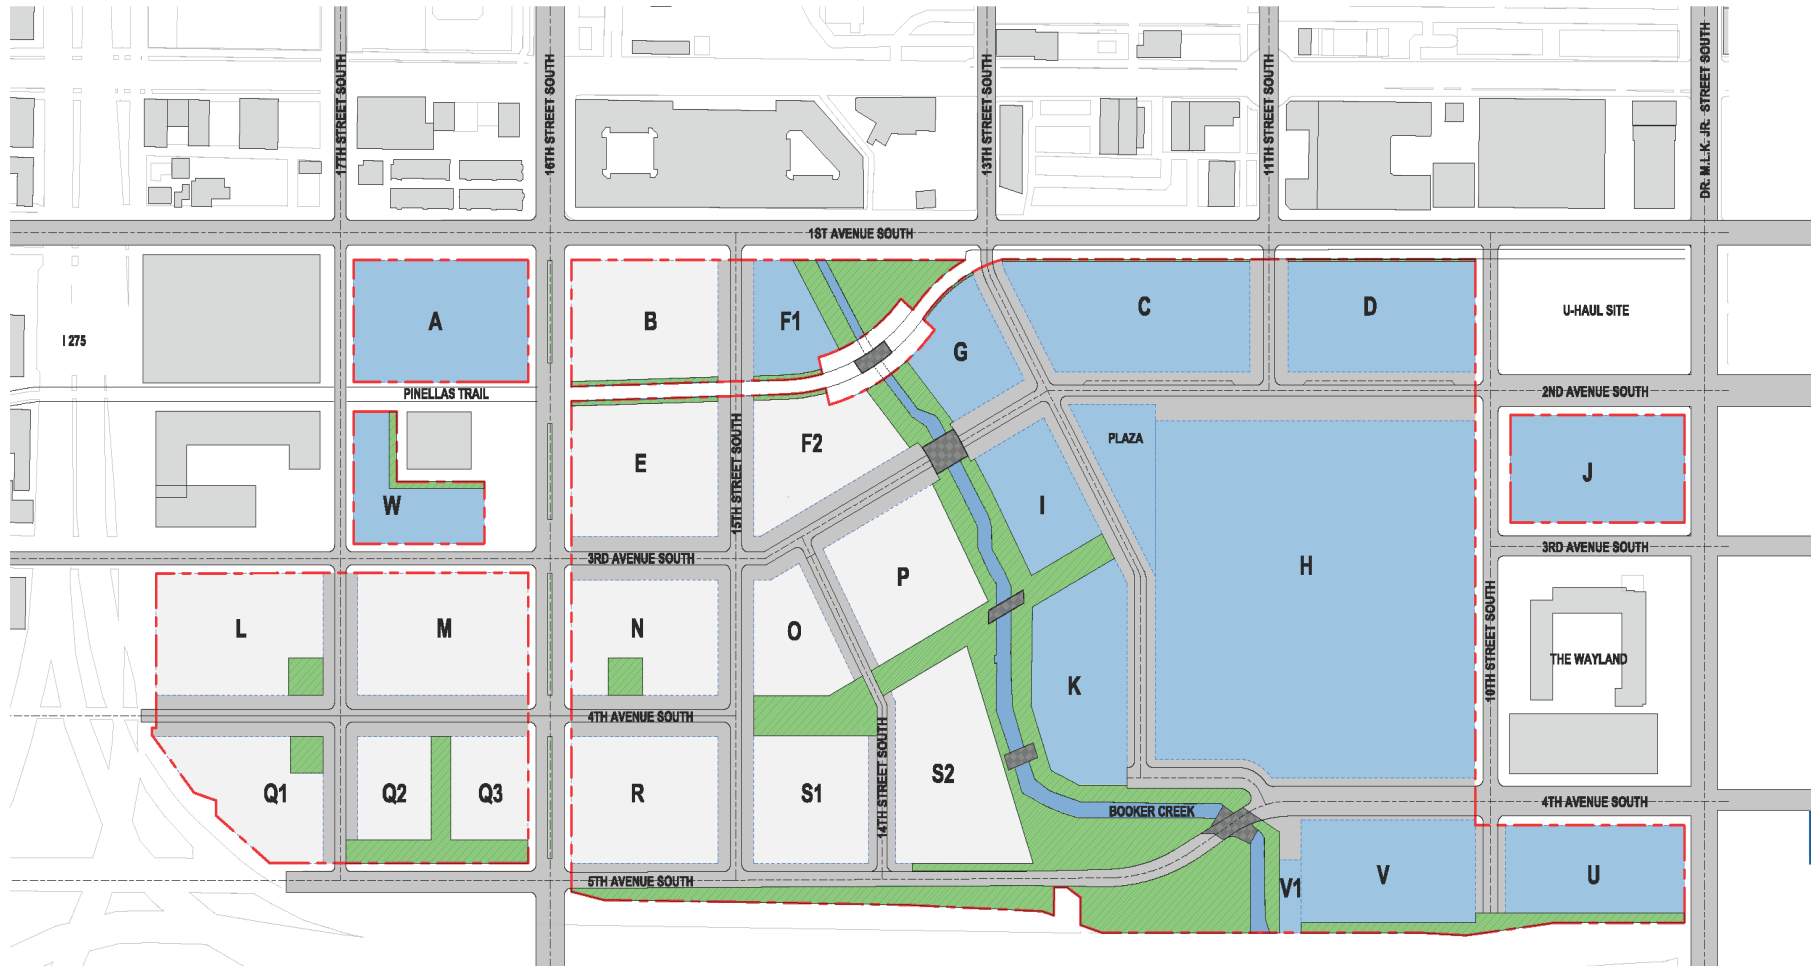 17TH STREET SOUTH
16TH STREET SOUTH
13TH STREET SOUTH
11TH STREET SOUTH
DR. M.L.K. JR. STREET SOUTH
1ST AVENUE SOUTH
A
B
F1
G
C
D
U-HAUL SITE
I 275
PINELLAS TRAIL
2ND AVENUE SOUTH
W
E
15TH STREET SOUTH
F2
I
PLAZA
H
J
3RD AVENUE SOUTH
3RD AVENUE SOUTH
L
M
N
O
P
K
10TH STREET SOUTH
THE WAYLAND
4TH AVENUE SOUTH
14TH STREET SOUTH
Q1
Q2
Q3
R
S1
S2
BOOKER CREEK
4TH AVENUE SOUTH
5TH AVENUE SOUTH
V1
V
U